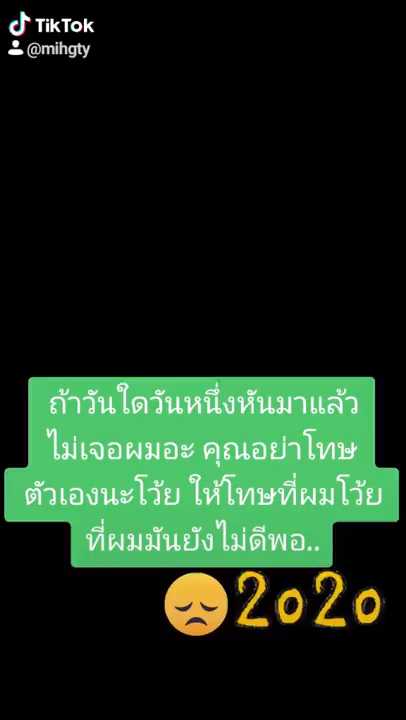 TikTok
@mihgty
ถ้าวันใดวันหนึ่งหันมาแล้ว
ไม่เจอผมอะ คุณอย่าโทษ
ตัวเองนะโว้ย ให้โทษที่ผมโว้ย
ที่ผมมันยังไม่ดีพอ..
2020